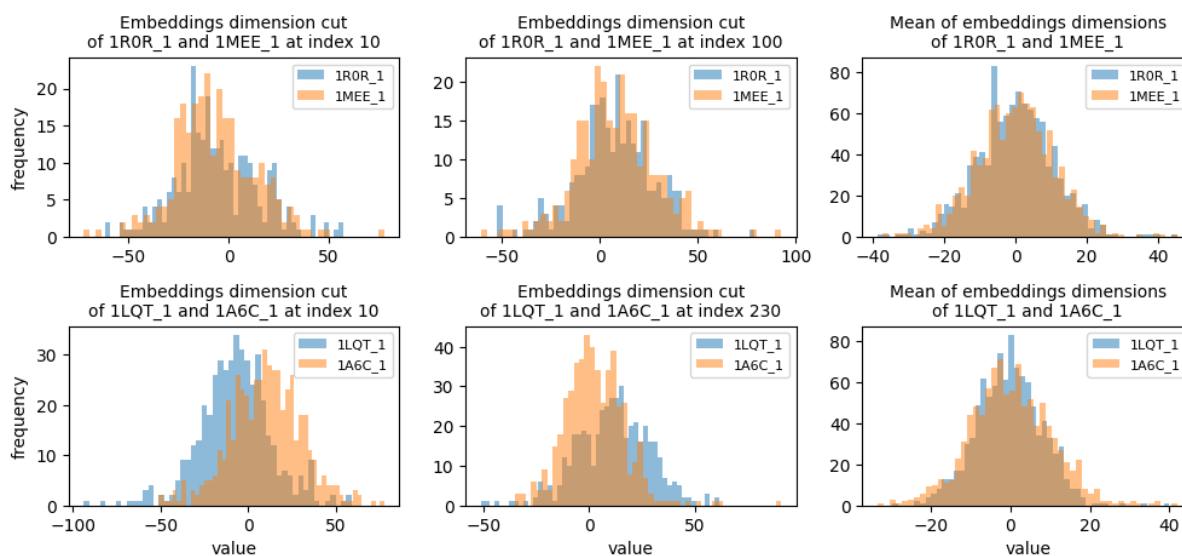 Embeddings dimension cut
of 1R0R_1 and 1MEE_1 at index 10
frequency
20
15
10
5
0
−50
0
50
1R0R_1
1MEE_1
Embeddings dimension cut
of 1R0R_1 and 1MEE_1 at index 100
20
15
10
5
0
−50
0
50
100
1R0R_1
1MEE_1
Mean of embeddings dimensions
of 1R0R_1 and 1MEE_1
80
60
40
20
0
−40
−20
0
20
40
1R0R_1
1MEE_1
Embeddings dimension cut
of 1LQT_1 and 1A6C_1 at index 10
frequency
30
20
10
0
−100
−50
0
50
value
1LQT_1
1A6C_1
Embeddings dimension cut
of 1LQT_1 and 1A6C_1 at index 230
40
30
20
10
0
−50
0
50
value
1LQT_1
1A6C_1
Mean of embeddings dimensions
of 1LQT_1 and 1A6C_1
80
60
40
20
0
−20
0
20
40
value
1LQT_1
1A6C_1